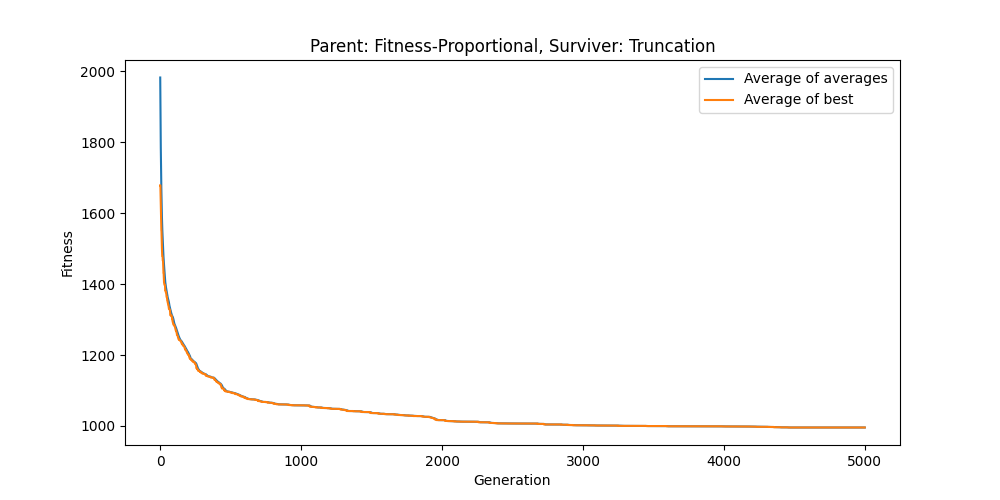 Parent: Fitness-Proportional, Surviver: Truncation
Average of averages
Average of best
Fitness
2000
1800
1600
1400
1200
1000
0 1000 2000 3000 4000 5000
Generation